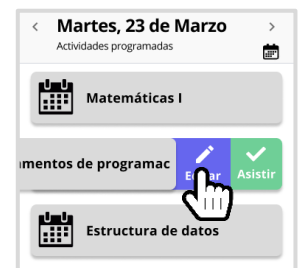 Martes, 23 de Marzo
Actividades programadas
Matemáticas I
mentos de programac
Asistir
Estructura de datos